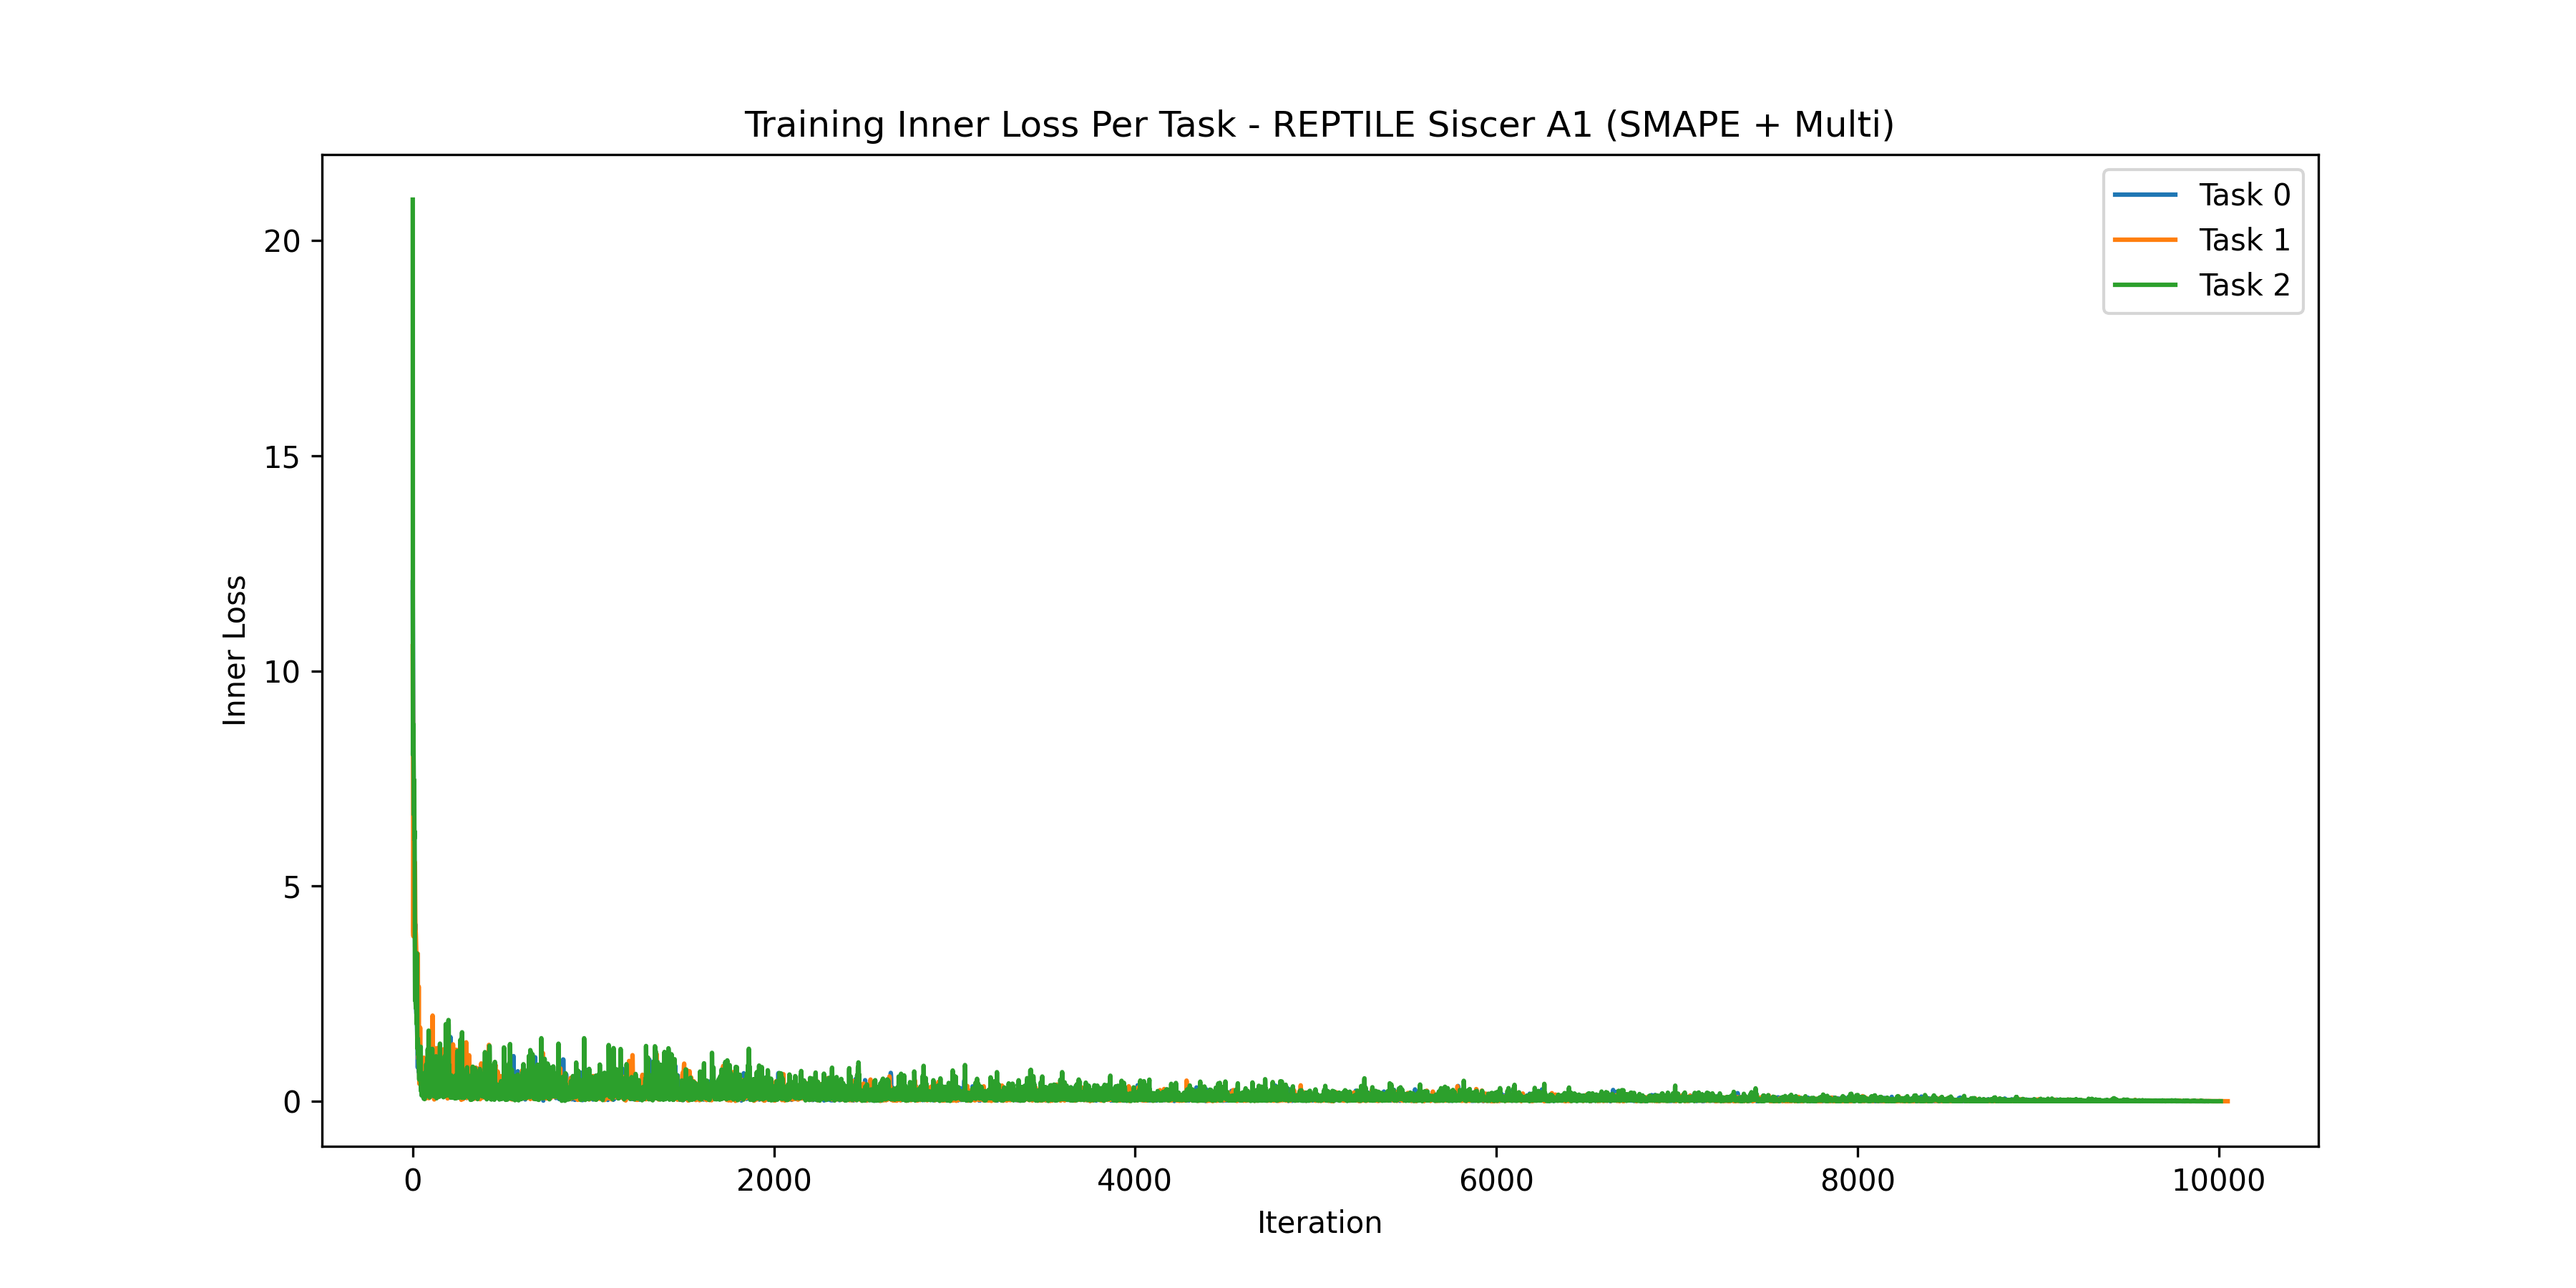 Training Inner Loss Per Task - REPTILE Siscer A1 (SMAPE + Multi)
Task 0
Task 1
Task 2
20
15
10
5
0
Inner Loss
0 2000 4000 6000 8000 10000
Iteration